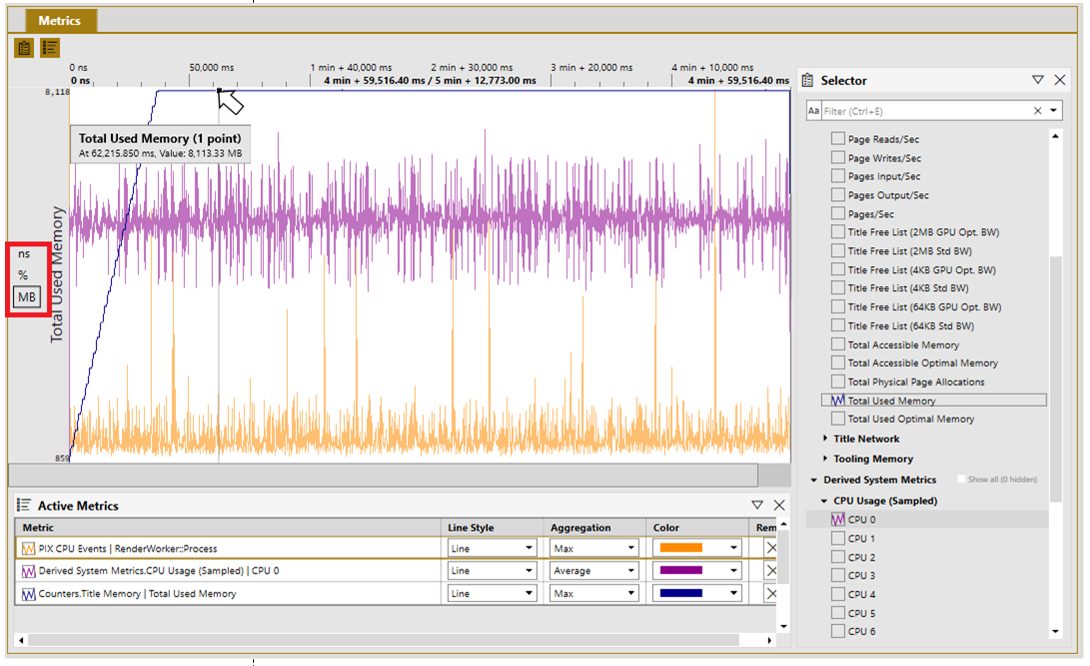 Metrics
0 ns 50,000 ms 1 min + 40,000 ms 2 min + 30,000 ms 3 min + 20,000 ms 4 min + 10,000 ms
0 ns 4 min + 59,516.40 ms / 5 min + 12,773.00 ms 4 min + 59,516.40 ms
8,118
Total Used Memory (1 point)
At 62,215.850 ms, Value: 8,113.33 MB
Total Used Memory
ns
%
MB
859
Selector
Aa Filter (Ctrl+E)
Page Reads/Sec
Page Writes/Sec
Pages Input/Sec
Pages Output/Sec
Pages/Sec
Title Free List (2MB GPU Opt. BW)
Title Free List (2MB Std BW)
Title Free List (4KB GPU Opt. BW)
Title Free List (4KB Std BW)
Title Free List (64KB GPU Opt. BW)
Title Free List (64KB Std BW)
Total Accessible Memory
Total Accessible Optimal Memory
Total Physical Page Allocations
Total Used Memory
Total Used Optimal Memory
Title Network
Tooling Memory
Derived System Metrics Show all (0 hidden)
CPU Usage (Sampled)
CPU 0
CPU 1
CPU 2
CPU 3
CPU 4
CPU 5
CPU 6
Active Metrics
Metric Line Style Aggregation Color Rem
PIX CPU Events | RenderWorker::Process Line Max
Derived System Metrics.CPU Usage (Sampled) | CPU 0 Line Average
Counters.Title Memory | Total Used Memory Line Max